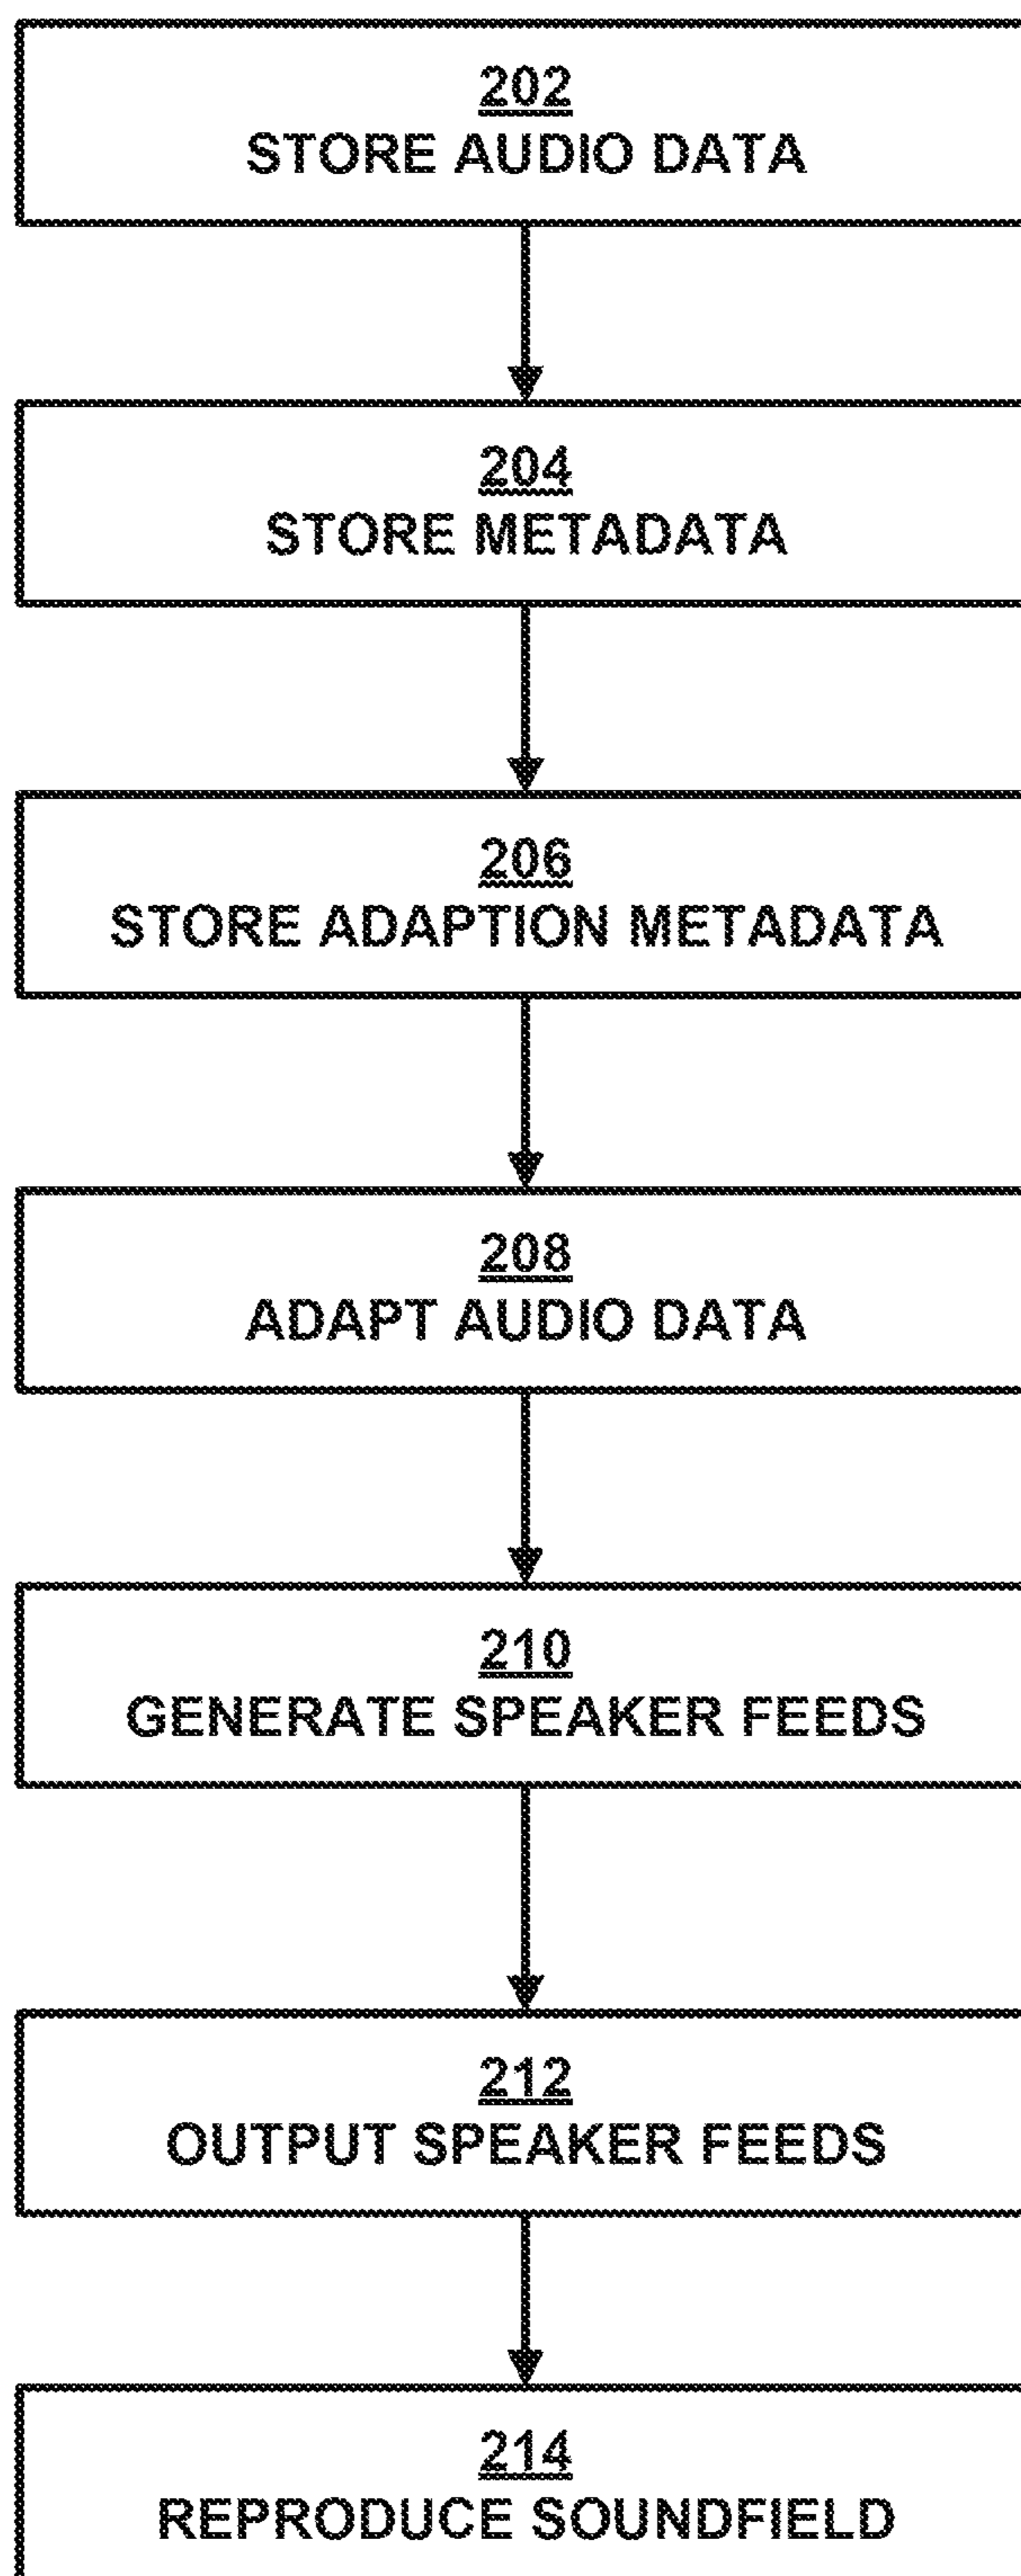 202
STORE AUDIO DATA
204
STORE METADATA
206
STORE ADAPTION METADATA
208
ADAPT AUDIO DATA
210
GENERATE SPEAKER FEEDS
212
OUTPUT SPEAKER FEEDS
214
REPRODUCE SOUNDFIELD